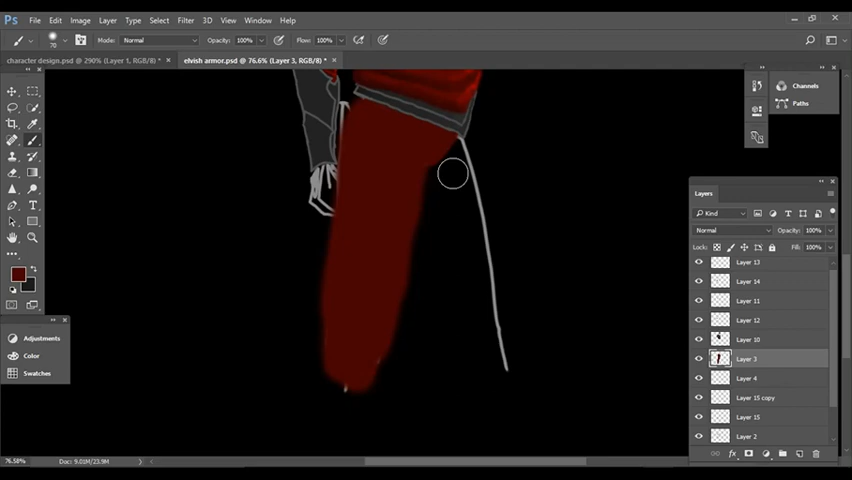 Ps File Edit Image Layer Type Select Filter 3D View Window Help
70 Mode: Normal Opacity: 100% Flow: 100%
character design.psd @ 290% (Layer 1, RGB/8) * × elvish armor.psd @ 76.6% (Layer 3, RGB/8) * ×
Channels
Paths
Layers
Kind
Normal Opacity: 100%
Lock: Fill: 100%
Layer 13
Layer 14
Layer 11
Layer 12
Layer 10
Layer 3
Layer 4
Layer 15 copy
Layer 15
Layer 2
fx
Adjustments
Color
Swatches
76.58% Doc: 9.01M/23.9M